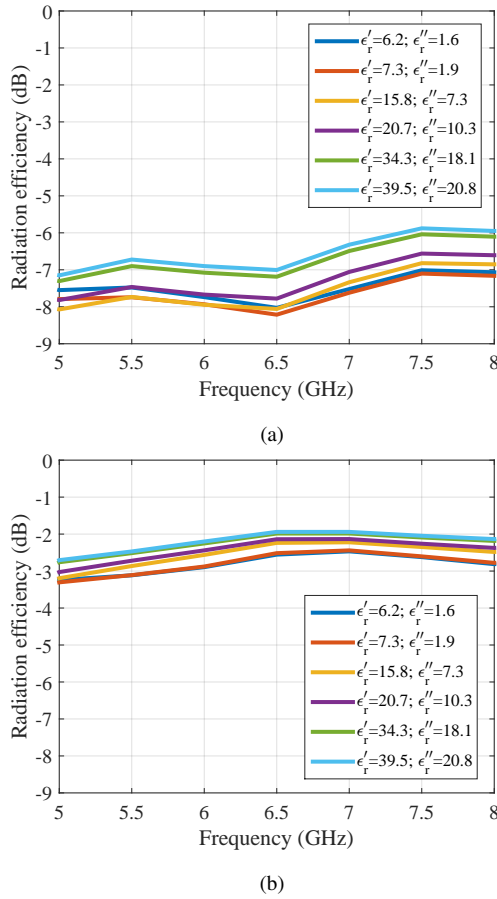 0
-1
-2
-3
-4
-5
-6
-7
-8
-9
Radiation efficiency (dB)
ϵ′r=6.2; ϵ″r=1.6
ϵ′r=7.3; ϵ″r=1.9
ϵ′r=15.8; ϵ″r=7.3
ϵ′r=20.7; ϵ″r=10.3
ϵ′r=34.3; ϵ″r=18.1
ϵ′r=39.5; ϵ″r=20.8
5 5.5 6 6.5 7 7.5 8
Frequency (GHz)
(a)
0
-1
-2
-3
-4
-5
-6
-7
-8
-9
Radiation efficiency (dB)
ϵ′r=6.2; ϵ″r=1.6
ϵ′r=7.3; ϵ″r=1.9
ϵ′r=15.8; ϵ″r=7.3
ϵ′r=20.7; ϵ″r=10.3
ϵ′r=34.3; ϵ″r=18.1
ϵ′r=39.5; ϵ″r=20.8
5 5.5 6 6.5 7 7.5 8
Frequency (GHz)
(b)